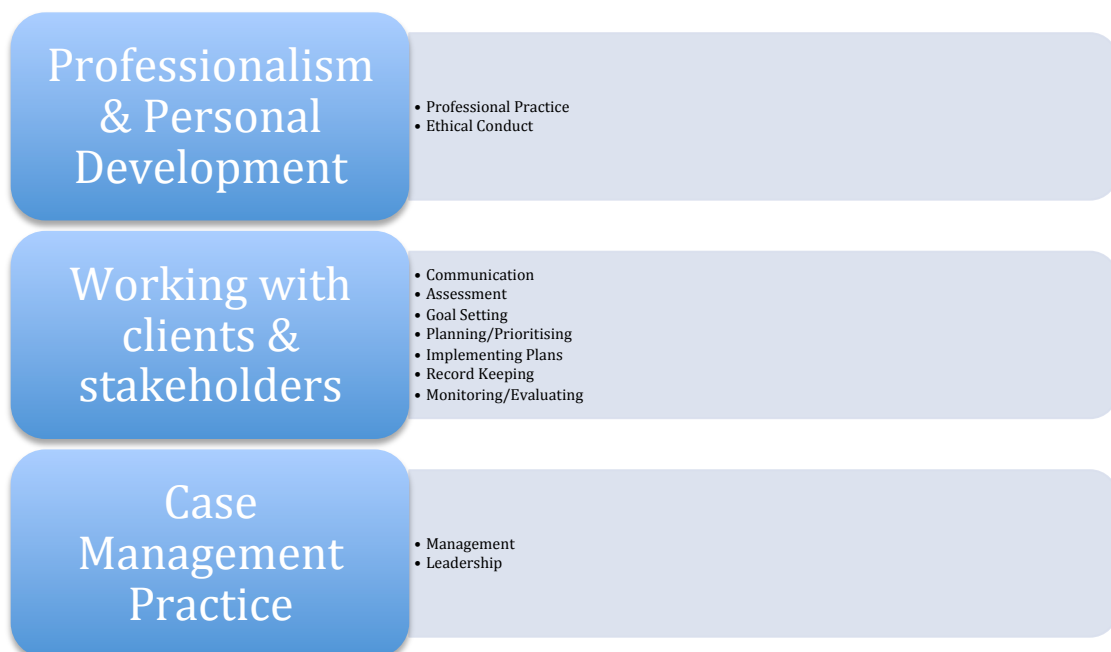 Professionalism
& Personal
Development
• Professional Practice
• Ethical Conduct
Working with
clients &
stakeholders
• Communication
• Assessment
• Goal Setting
• Planning/Prioritising
• Implementing Plans
• Record Keeping
• Monitoring/Evaluating
Case
Management
Practice
• Management
• Leadership